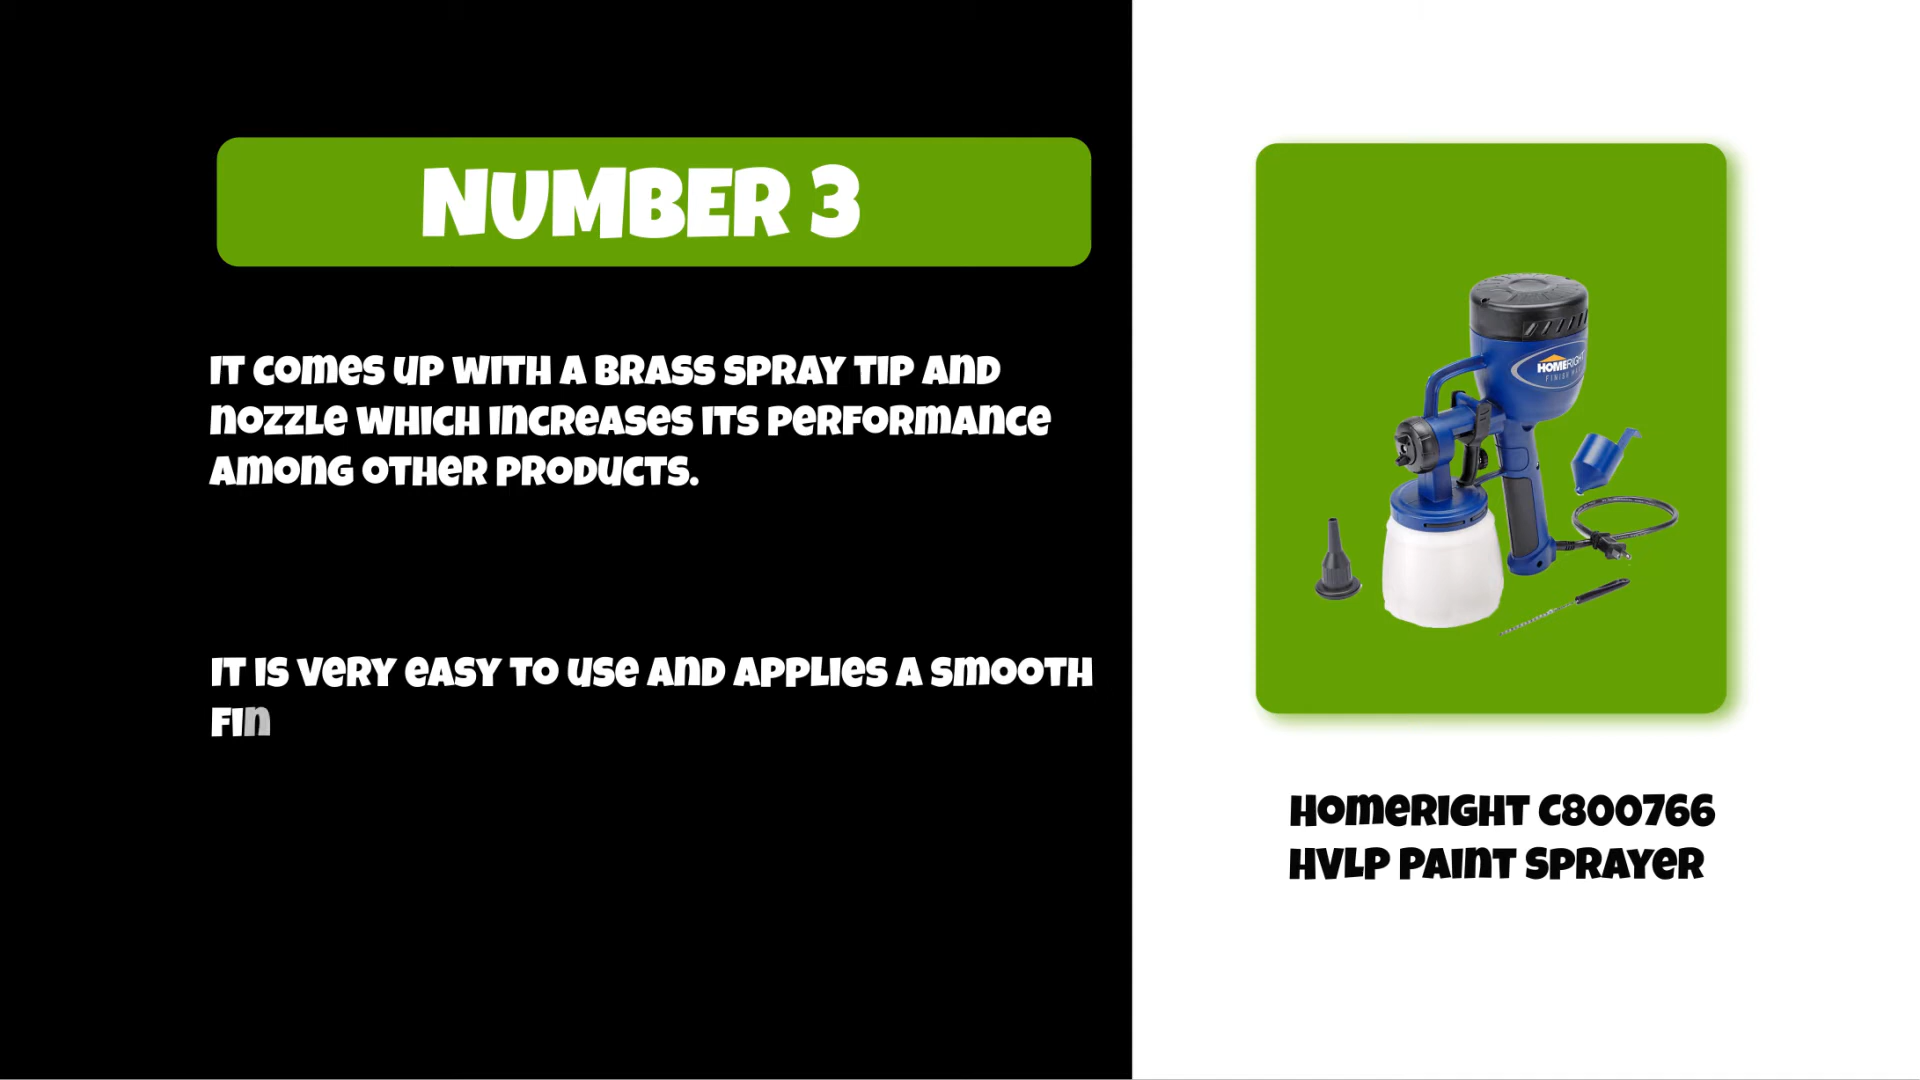 NUMBER 3
IT COMES UP WITH A BRASS SPRAY TIP AND
NOZZLE WHICH INCREASES ITS PERFORMANCE
AMONG OTHER PRODUCTS.
IT IS VERY EASY TO USE AND APPLIES A SMOOTH
FIN
HOMERIGHT
HOMERIGHT C800766
HVLP PAINT SPRAYER